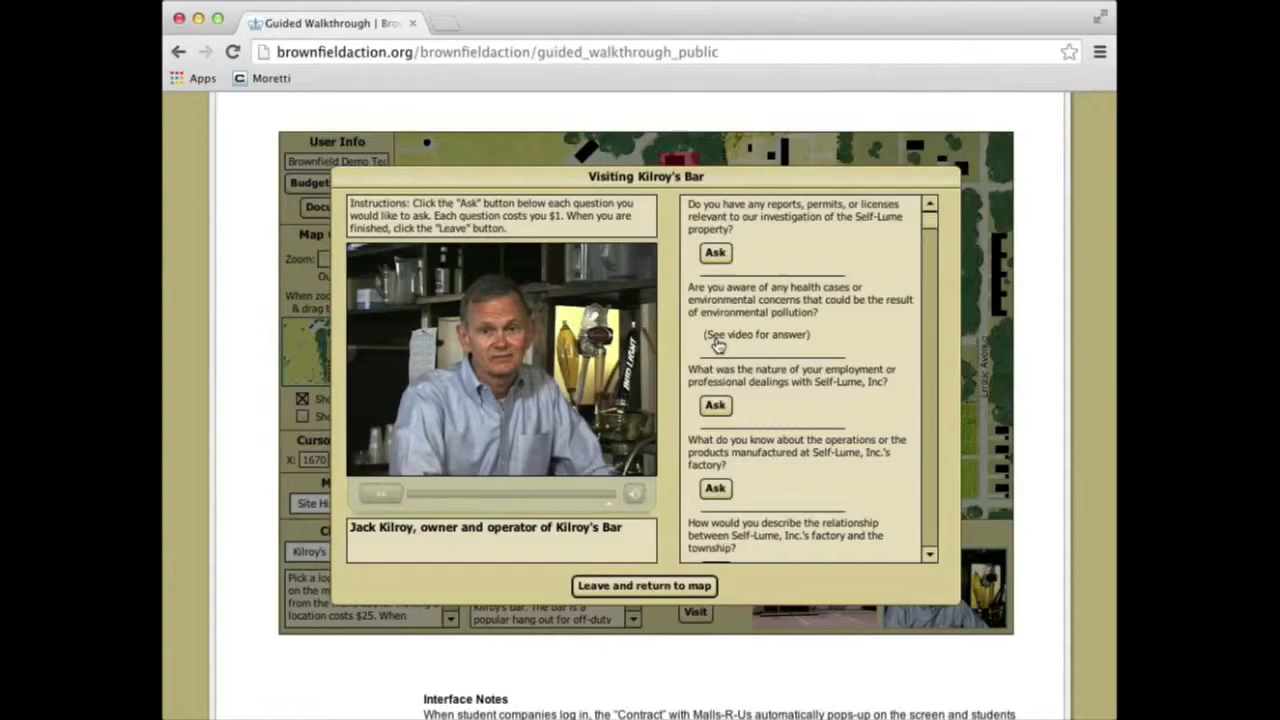 Guided Walkthrough | Bro
brownfieldaction.org/brownfieldaction/guided_walkthrough_public
Apps
Moretti
User Info
Brownfield Demo Te
Budget
Docu
Map
Zoom:
Ou
When zoo
& drag t
Sh
Sh
Curso
X: 1670
M
Site Hi
C
Kilroy's
Pick a loc
on the m
from the
location costs $25. When
Visiting Kilroy's Bar
Instructions: Click the "Ask" button below each question you
would like to ask. Each question costs you $1. When you are
finished, click the "Leave" button.
BUD LIGHT
Jack Kilroy, owner and operator of Kilroy's Bar
Do you have any reports, permits, or licenses
relevant to our investigation of the Self-Lume
property?
Ask
Are you aware of any health cases or
environmental concerns that could be the result
of environmental pollution?
(See video for answer)
What was the nature of your employment or
professional dealings with Self-Lume, Inc?
Ask
What do you know about the operations or the
products manufactured at Self-Lume, Inc.'s
factory?
Ask
How would you describe the relationship
between Self-Lume, Inc.'s factory and the
township?
Leave and return to map
Kilroy's Bar. The bar is a
popular hang out for off-duty
Visit
Interface Notes
When student companies log in, the "Contract" with Malls-R-Us automatically pops-up on the screen and students